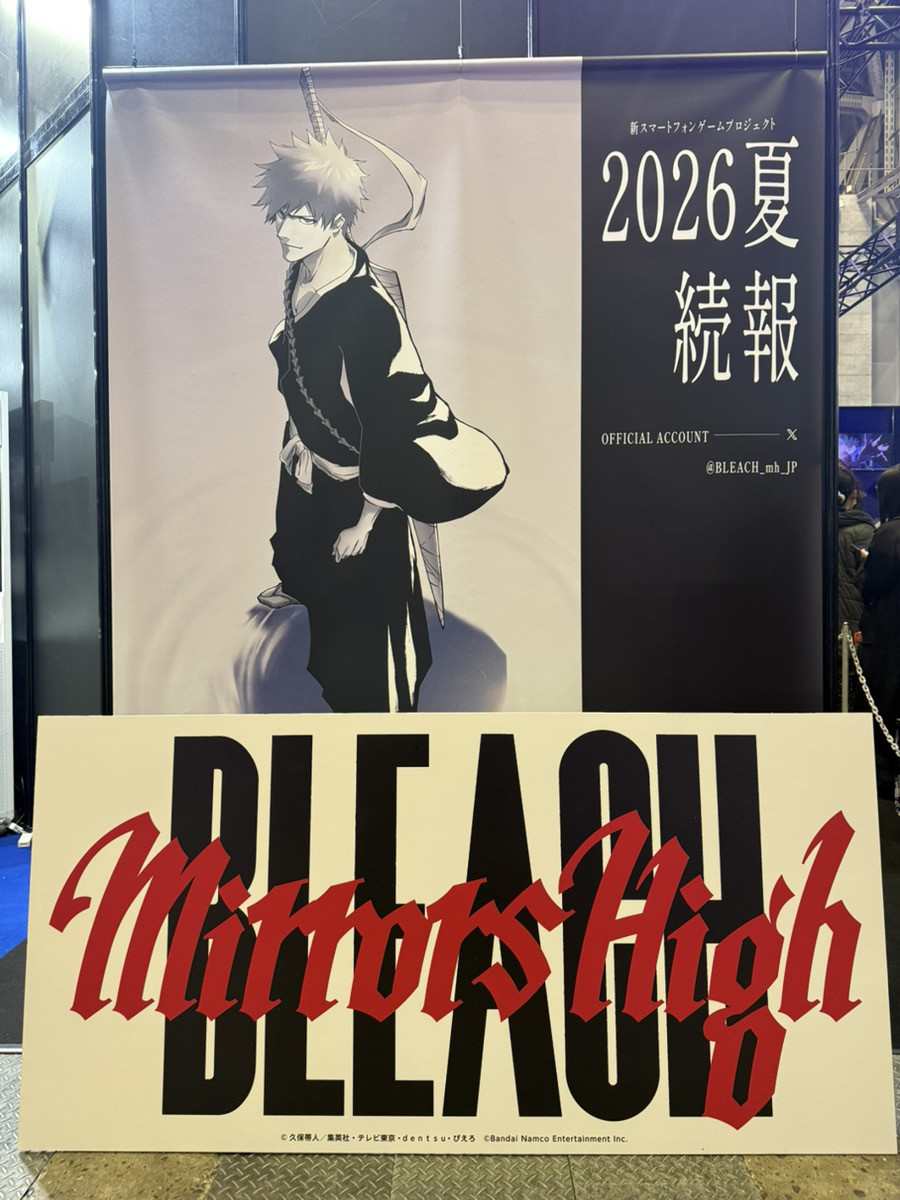 新スマートフォンゲームプロジェクト
2026夏
続報
OFFICIAL ACCOUNT X
@BLEACH_mh_JP
BLEACH
Mirrors High
©久保帯人/集英社・テレビ東京・dentsu・ぴえろ ©Bandai Namco Entertainment Inc.